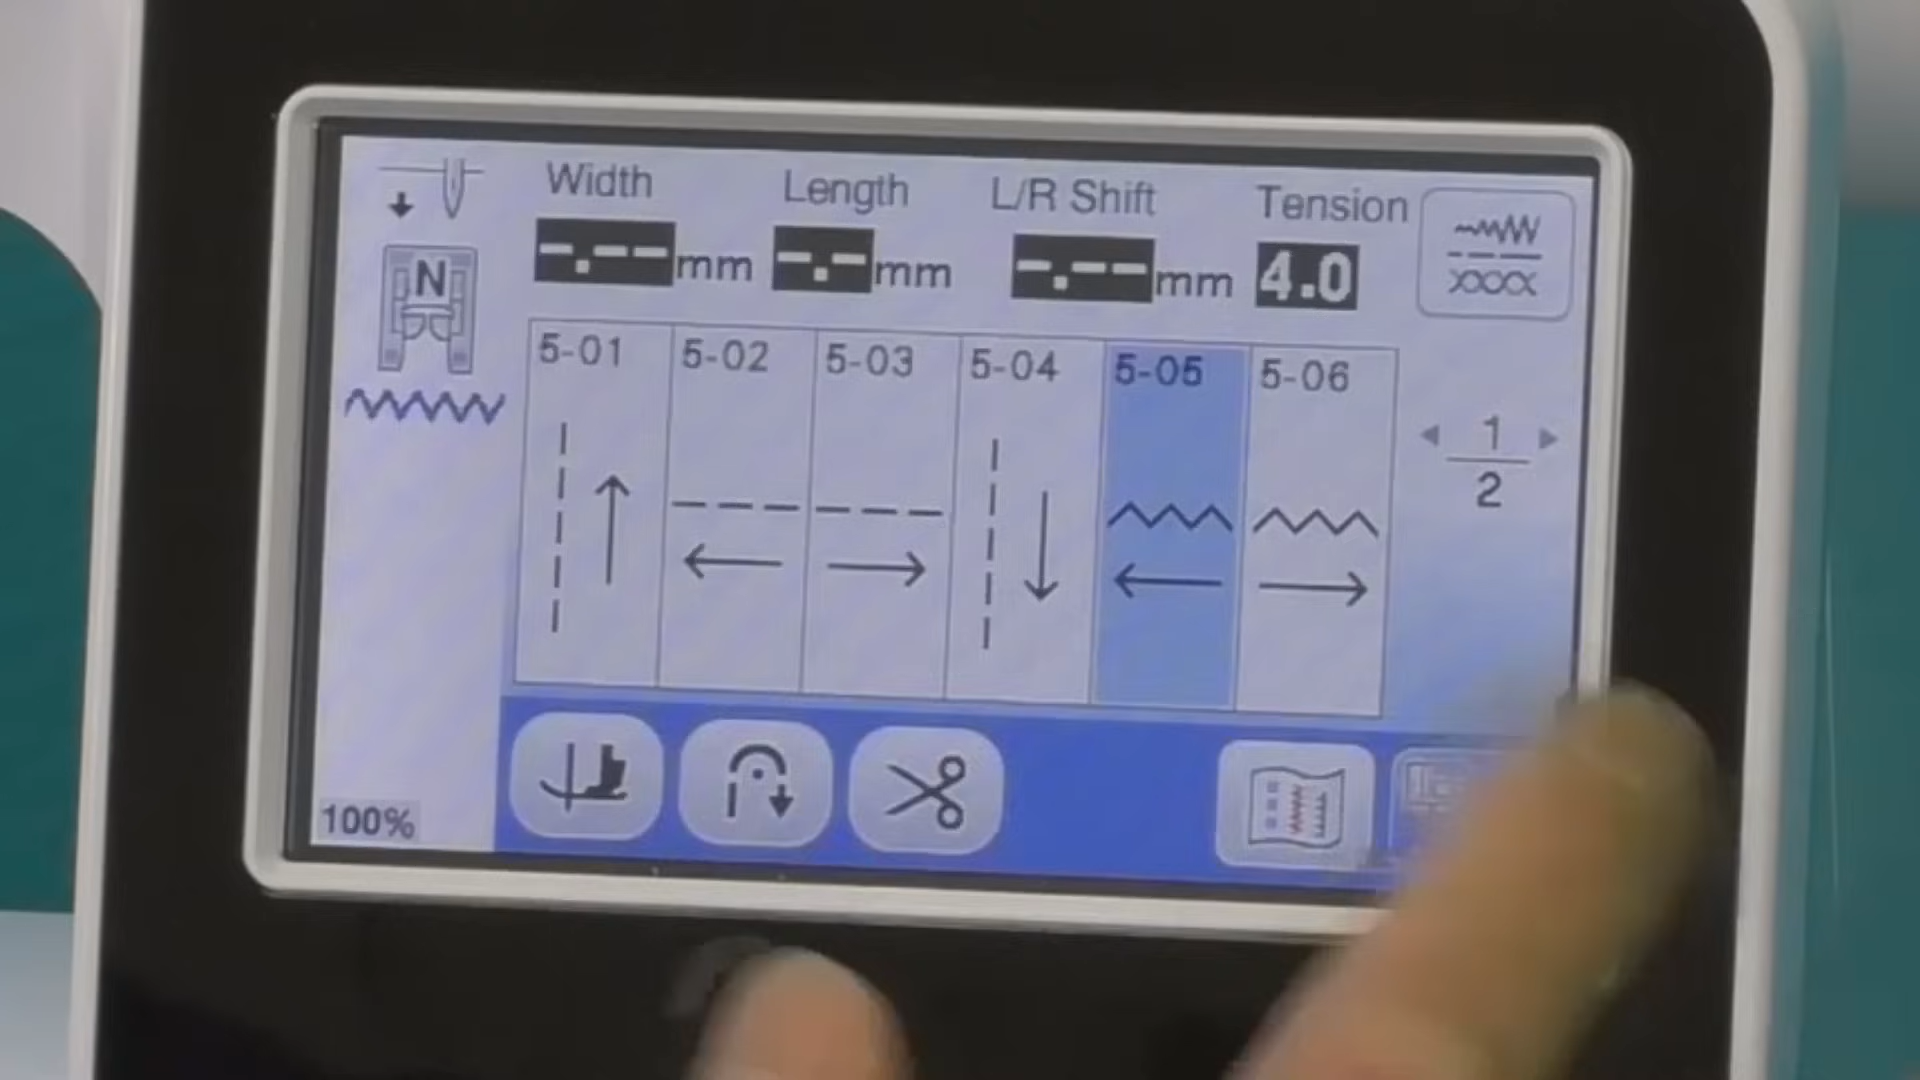 Width Length L/R Shift Tension
-.-- mm -.- mm -.-- mm 4.0
N
5-01 5-02 5-03 5-04 5-05 5-06
1
2
100%